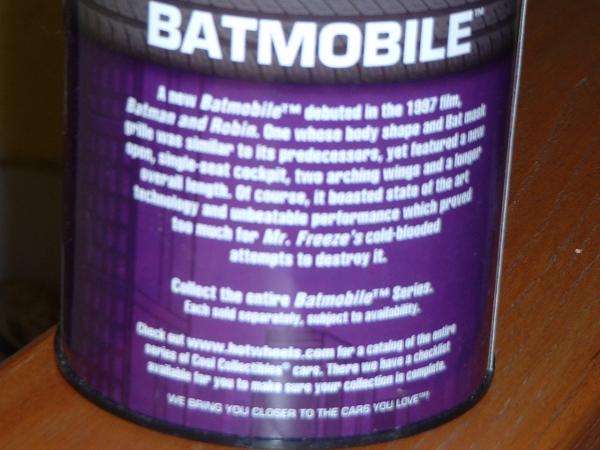 BATMOBILE™
A new Batmobile™ debuted in the 1997 film,
Batman and Robin. One whose body shape and Bat mask
grille was similar to its predecessors, yet featured a new
open, single-seat cockpit, two arching wings and a longer
overall length. Of course, it boasted state of the art
technology and unbeatable performance which proved
too much for Mr. Freeze's cold-blooded
attempts to destroy it.
Collect the entire Batmobile™ Series.
Each sold separately, subject to availability.
Check out www.hotwheels.com for a catalog of the entire
series of Cool Collectibles® cars. There we have a checklist
available for you to make sure your collection is complete.
WE BRING YOU CLOSER TO THE CARS YOU LOVE™!